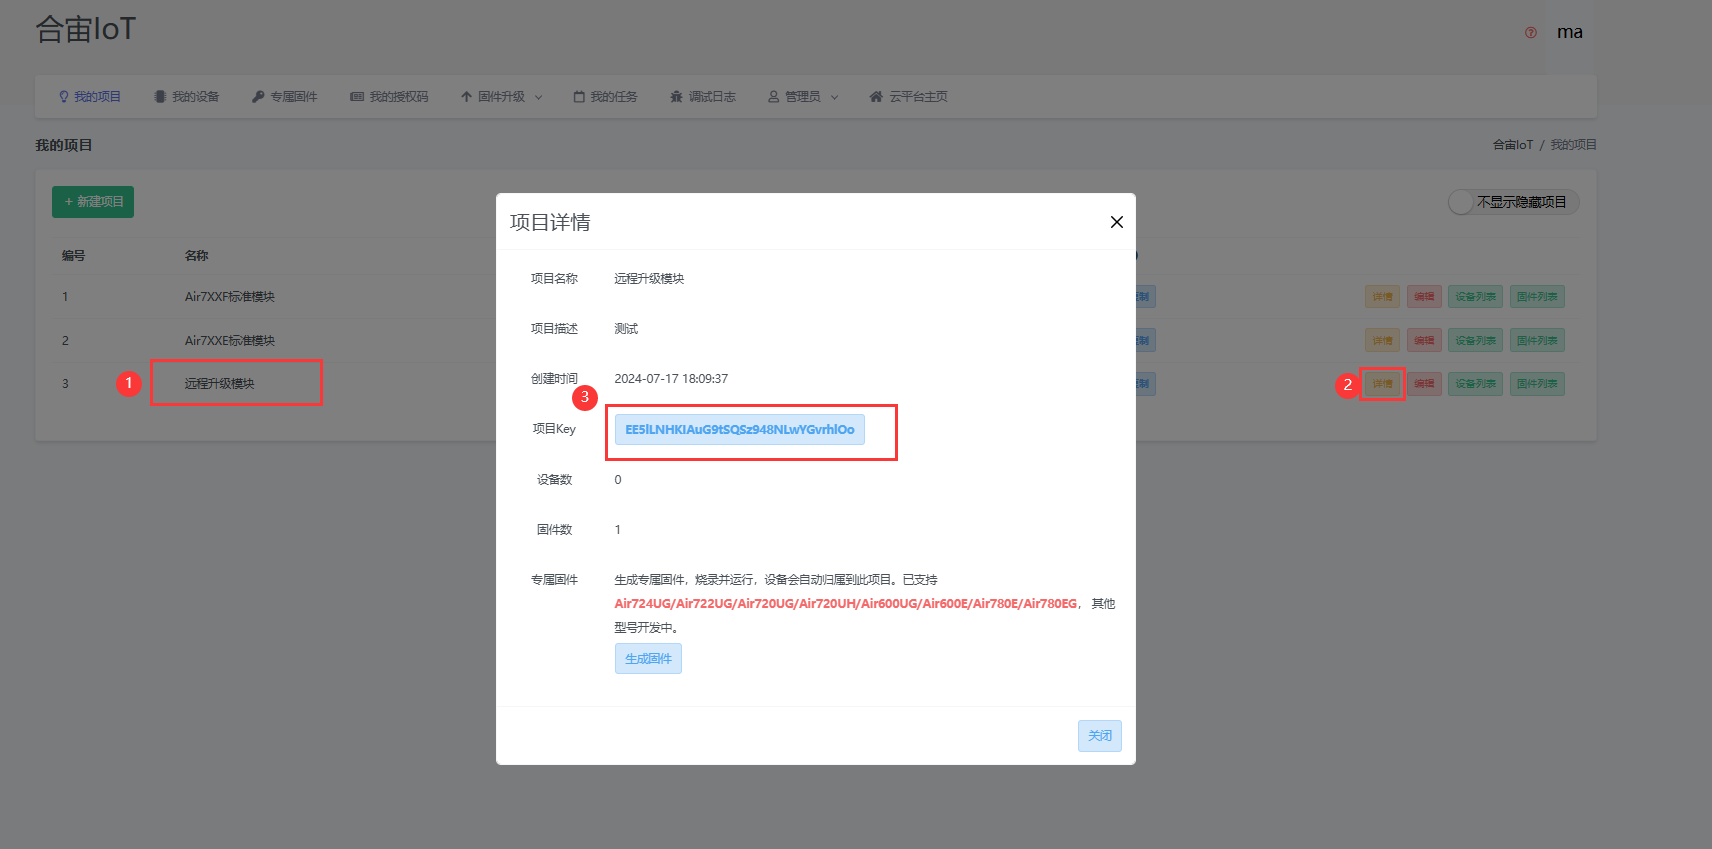 合宙IoT
ma
我的项目 我的设备 专属固件 我的授权码 固件升级 我的任务 调试日志 管理员 云平台主页
我的项目
合宙IoT / 我的项目
+ 新建项目
不显示隐藏项目
编号 名称
1 Air7XXF标准模块 详情 编辑 设备列表 固件列表
2 Air7XXE标准模块 详情 编辑 设备列表 固件列表
1 3 远程升级模块 2 详情 编辑 设备列表 固件列表
项目详情
项目名称 远程升级模块
项目描述 测试
创建时间 2024-07-17 18:09:37
3
项目Key EE5lLNHKIAuG9tSQSz948NLwYGvrhlOo
设备数 0
固件数 1
专属固件 生成专属固件，烧录并运行，设备会自动归属到此项目。已支持
Air724UG/Air722UG/Air720UG/Air720UH/Air600UG/Air600E/Air780E/Air780EG， 其他
型号开发中。
生成固件
关闭